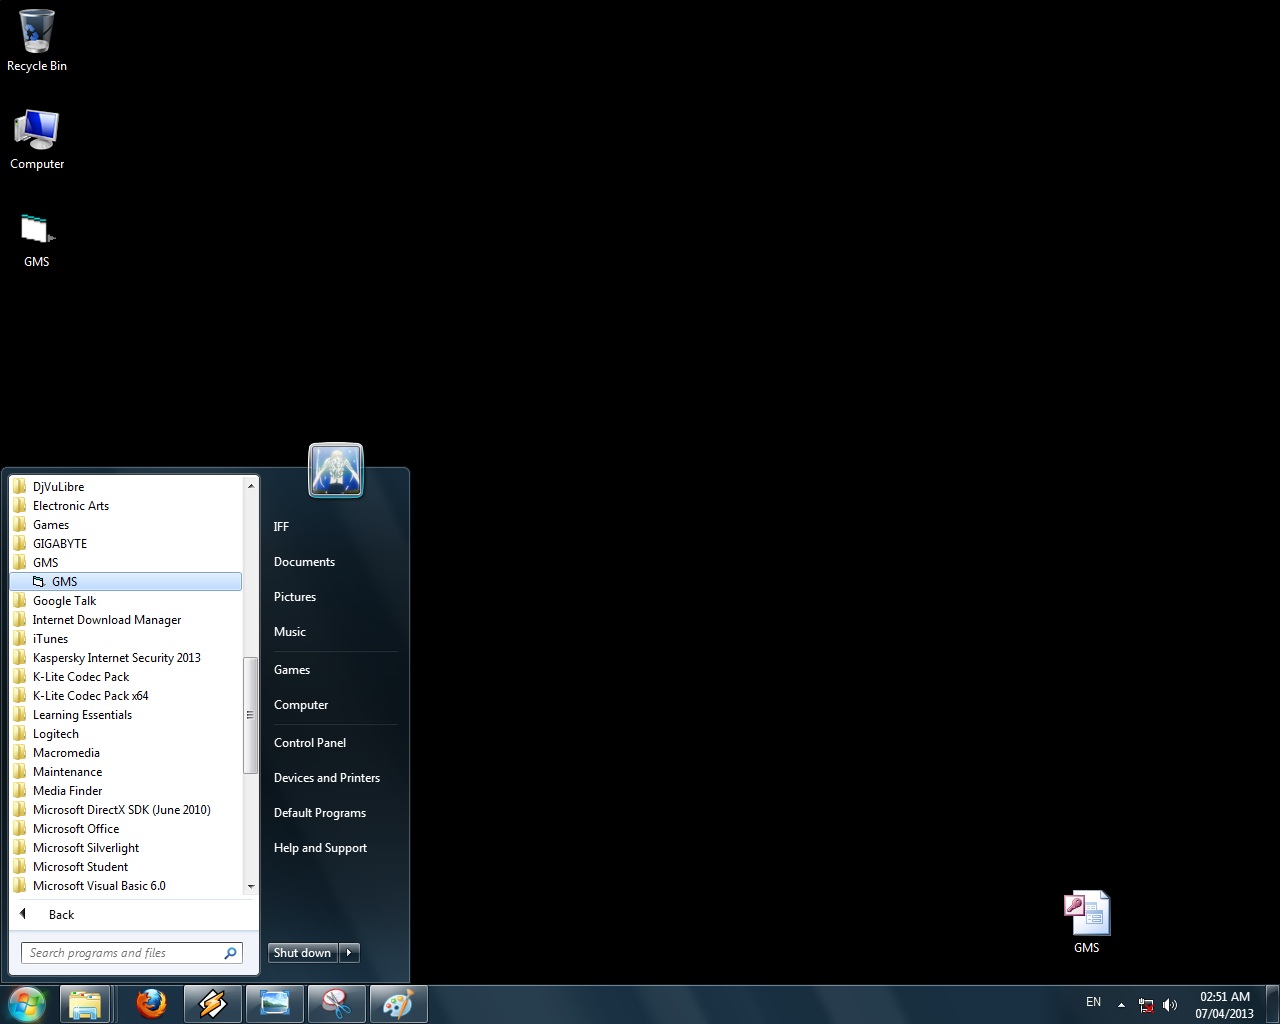 Recycle Bin
Computer
GMS
DjVuLibre
Electronic Arts
Games
GIGABYTE
GMS
GMS
Google Talk
Internet Download Manager
iTunes
Kaspersky Internet Security 2013
K-Lite Codec Pack
K-Lite Codec Pack x64
Learning Essentials
Logitech
Macromedia
Maintenance
Media Finder
Microsoft DirectX SDK (June 2010)
Microsoft Office
Microsoft Silverlight
Microsoft Student
Microsoft Visual Basic 6.0
Back
Search programs and files
IFF
Documents
Pictures
Music
Games
Computer
Control Panel
Devices and Printers
Default Programs
Help and Support
Shut down
GMS
EN
02:51 AM
07/04/2013